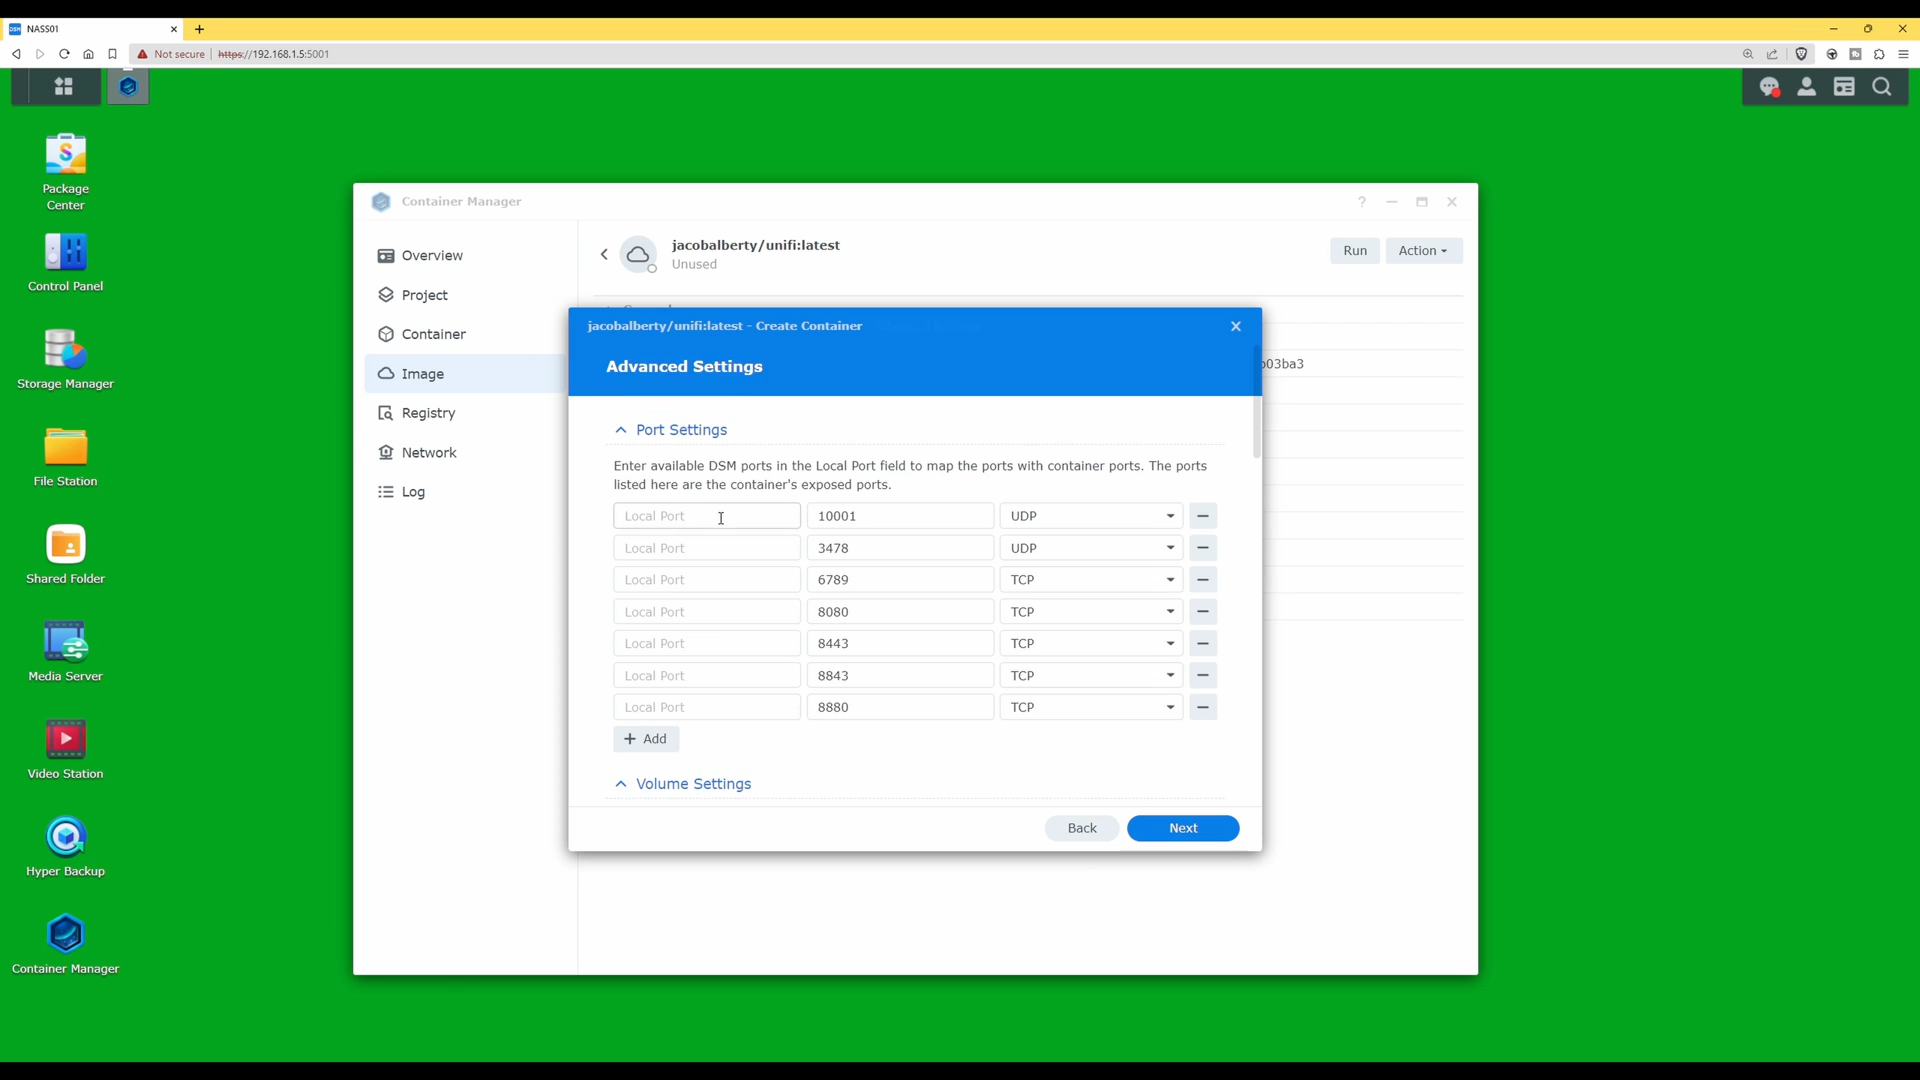 NASS01
Not secure
https://192.168.1.5:5001
Package
Center
Control Panel
Storage Manager
File Station
Shared Folder
Media Server
Video Station
Hyper Backup
Container Manager
Container Manager
Overview
Project
Container
Image
Registry
Network
Log
jacobalberty/unifi:latest
Unused
Run
Action
03ba3
jacobalberty/unifi:latest - Create Container
Advanced Settings
Port Settings
Enter available DSM ports in the Local Port field to map the ports with container ports. The ports
listed here are the container's exposed ports.
Local Port 10001 UDP
Local Port 3478 UDP
Local Port 6789 TCP
Local Port 8080 TCP
Local Port 8443 TCP
Local Port 8843 TCP
Local Port 8880 TCP
Add
Volume Settings
Back
Next